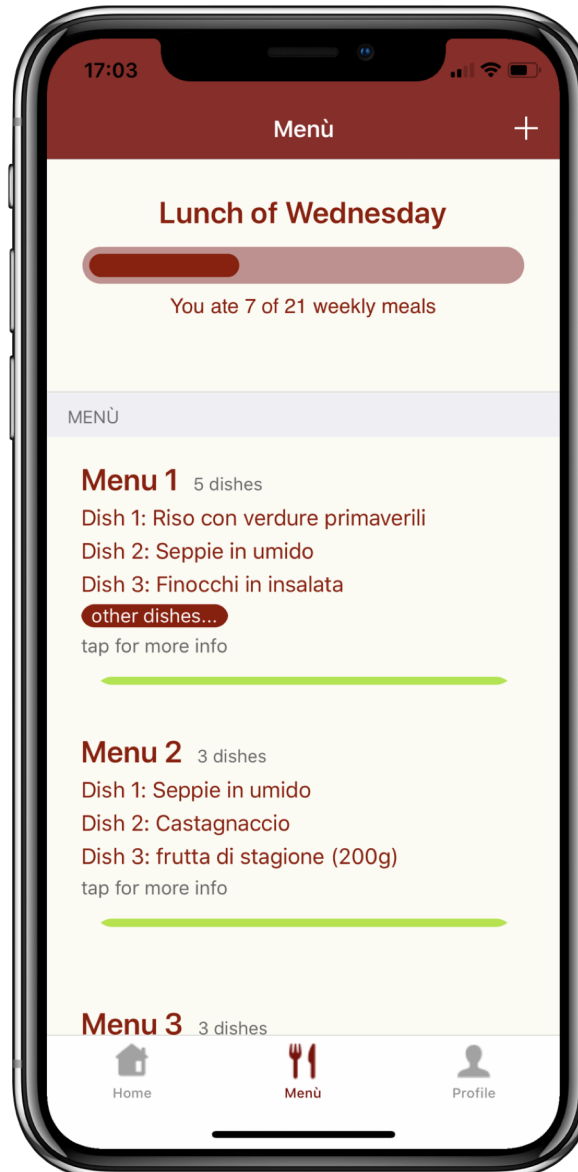 17:03
Menù
Lunch of Wednesday
You ate 7 of 21 weekly meals
MENÙ
Menu 1 5 dishes
Dish 1: Riso con verdure primaverili
Dish 2: Seppie in umido
Dish 3: Finocchi in insalata
other dishes...
tap for more info
Menu 2 3 dishes
Dish 1: Seppie in umido
Dish 2: Castagnaccio
Dish 3: frutta di stagione (200g)
tap for more info
Menu 3 3 dishes
Home Menù Profile